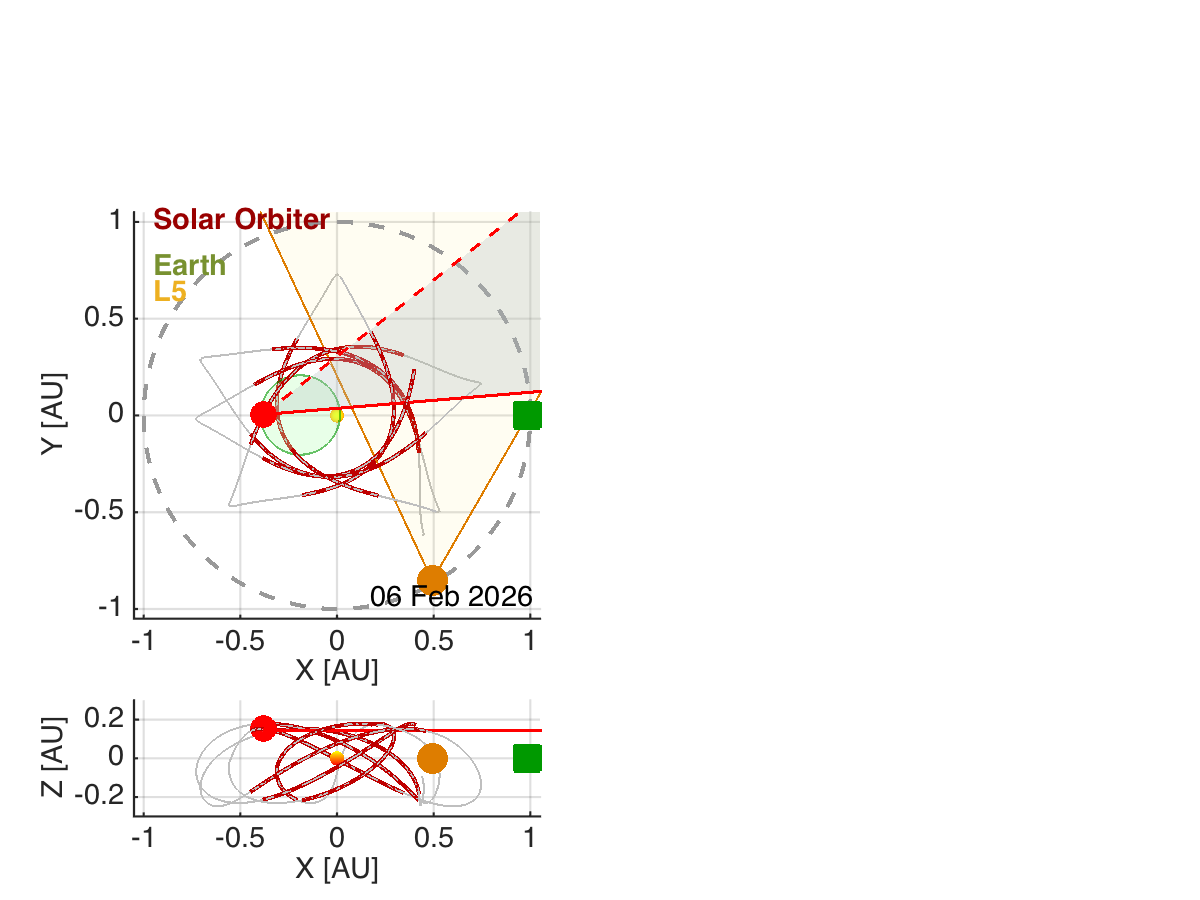 Solar Orbiter
Earth
L5
06 Feb 2026
1
0.5
0
-0.5
-1
Y [AU]
-1 -0.5 0 0.5 1
X [AU]
0.2
0
-0.2
Z [AU]
-1 -0.5 0 0.5 1
X [AU]